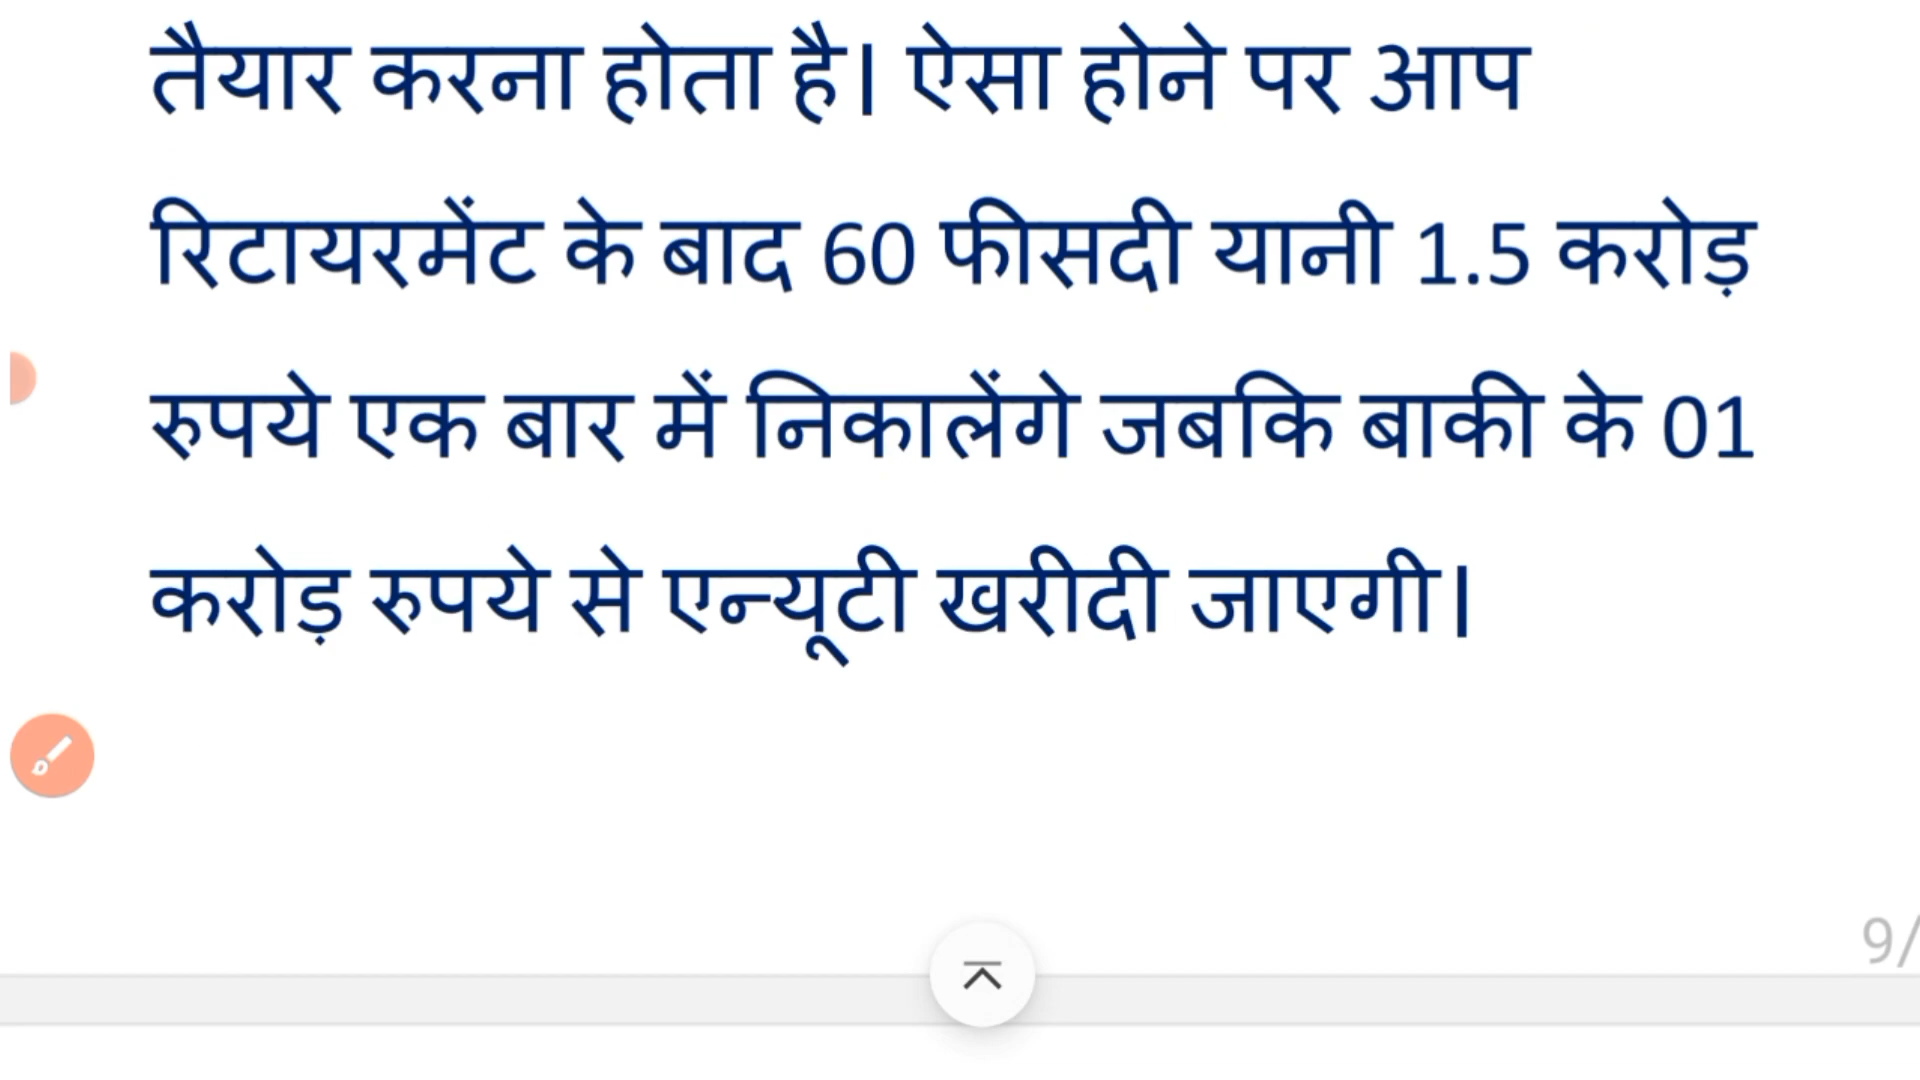 तैयार करना होता है। ऐसा होने पर आप
रिटायरमेंट के बाद 60 फीसदी यानी 1.5 करोड़
रुपये एक बार में निकालेंगे जबकि बाकी के 01
करोड़ रुपये से एन्यूटी खरीदी जाएगी।
9/